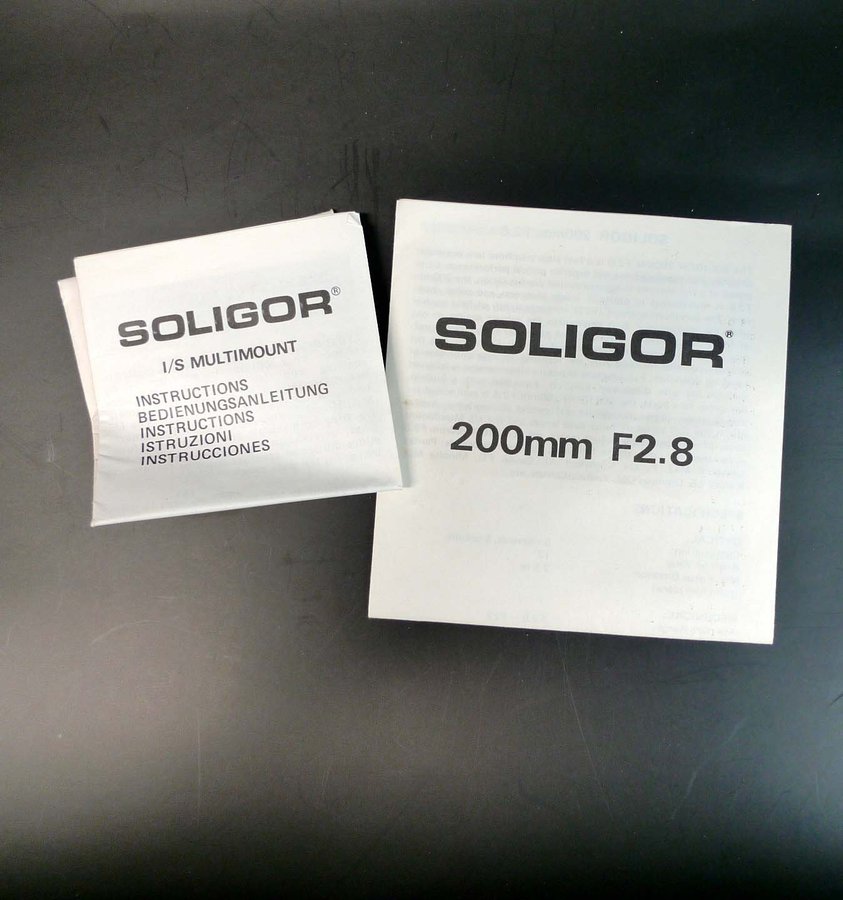 SOLIGOR®
I/S MULTIMOUNT
INSTRUCTIONS
BEDIENUNGSANLEITUNG
INSTRUCTIONS
ISTRUZIONI
INSTRUCCIONES
SOLIGOR®
200mm F2.8